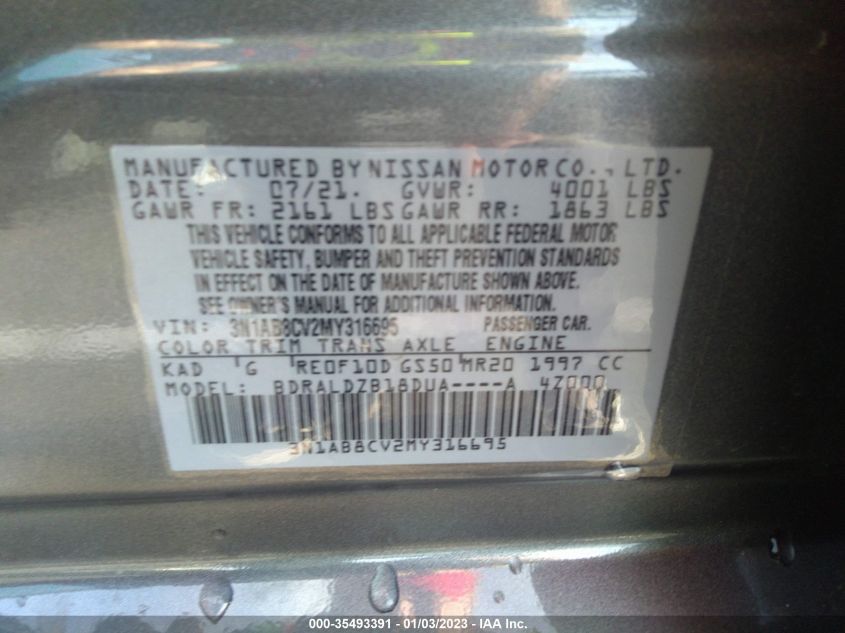 MANUFACTURED BY NISSAN MOTOR CO., LTD.
DATE: 07/21. GVWR: 4001 LBS
GAWR FR: 2161 LBS GAWR RR: 1863 LBS
THIS VEHICLE CONFORMS TO ALL APPLICABLE FEDERAL MOTOR
VEHICLE SAFETY, BUMPER AND THEFT PREVENTION STANDARDS
IN EFFECT ON THE DATE OF MANUFACTURE SHOWN ABOVE.
SEE OWNER'S MANUAL FOR ADDITIONAL INFORMATION.
VIN: 3N1AB8CV2MY316695 PASSENGER CAR.
COLOR TRIM TRANS AXLE ENGINE
KAD G RE0F10D GS50 MR20 1997 CC
MODEL: BDRALDZB18DUA----A 4Z000
3N1AB8CV2MY316695
000-35493391 - 01/03/2023 - IAA Inc.